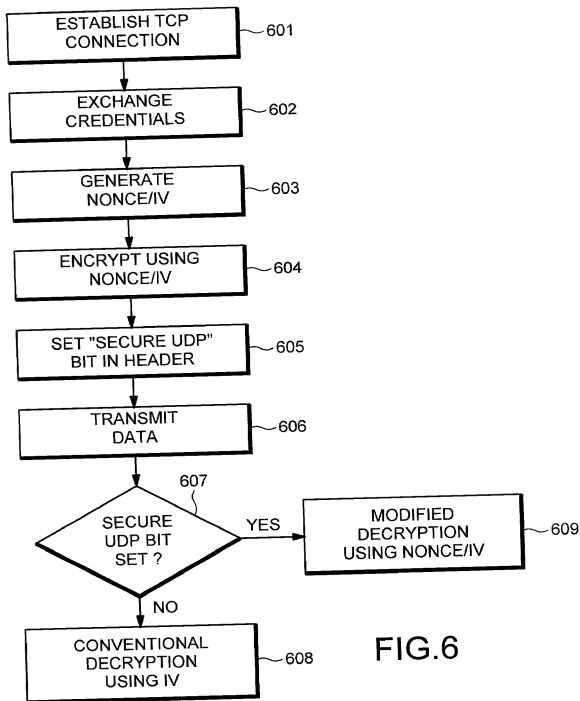 ESTABLISH TCP
CONNECTION
601
EXCHANGE
CREDENTIALS
602
GENERATE
NONCE/IV
603
ENCRYPT USING
NONCE/IV
604
SET "SECURE UDP"
BIT IN HEADER
605
TRANSMIT
DATA
606
607
SECURE
UDP BIT
SET ?
YES
MODIFIED
DECRYPTION
USING NONCE/IV
609
NO
CONVENTIONAL
DECRYPTION
USING IV
608
FIG.6